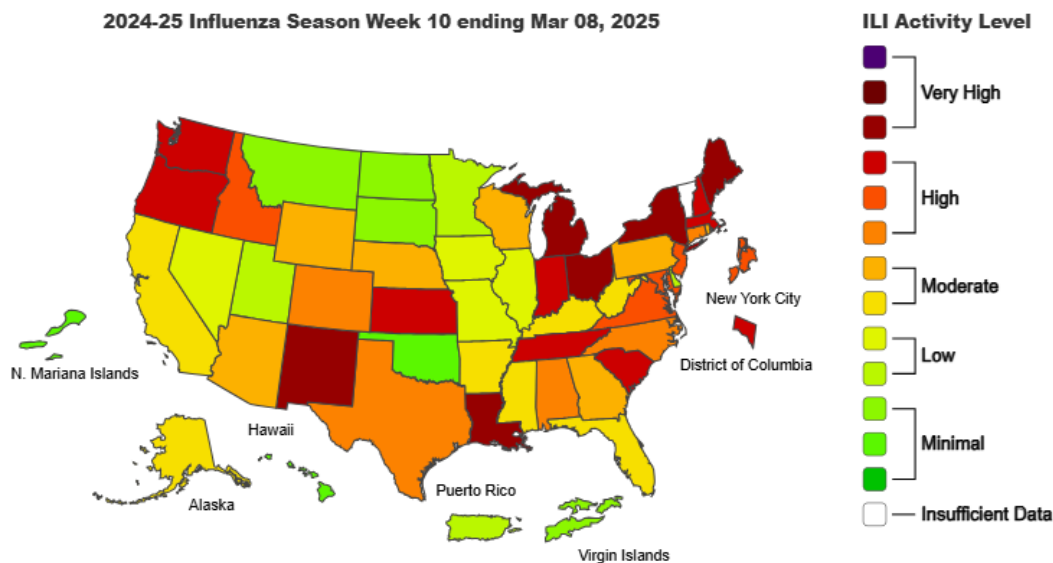 2024-25 Influenza Season Week 10 ending Mar 08, 2025
ILI Activity Level
Very High
High
Moderate
Low
Minimal
Insufficient Data
New York City
District of Columbia
N. Mariana Islands
Hawaii
Alaska
Puerto Rico
Virgin Islands